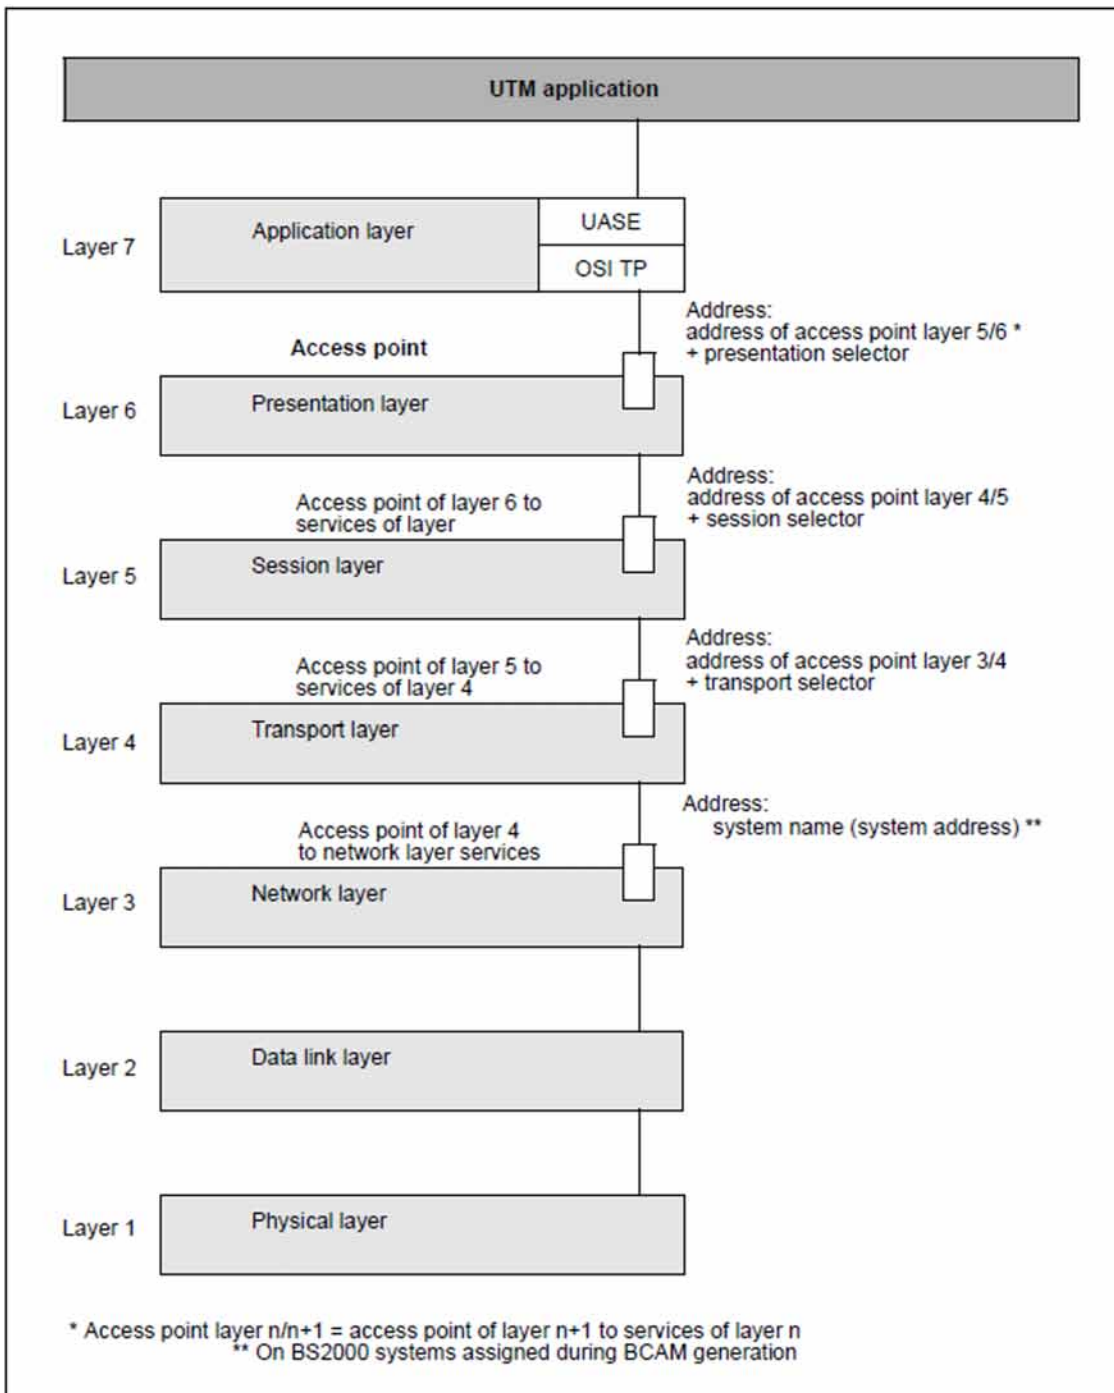 UTM application
Layer 7
Application layer
UASE
OSI TP
Address:
address of access point layer 5/6 *
+ presentation selector
Access point
Layer 6
Presentation layer
Address:
address of access point layer 4/5
+ session selector
Access point of layer 6 to
services of layer
Layer 5
Session layer
Address:
address of access point layer 3/4
+ transport selector
Access point of layer 5 to
services of layer 4
Layer 4
Transport layer
Address:
system name (system address) **
Access point of layer 4
to network layer services
Layer 3
Network layer
Layer 2
Data link layer
Layer 1
Physical layer
* Access point layer n/n+1 = access point of layer n+1 to services of layer n
** On BS2000 systems assigned during BCAM generation